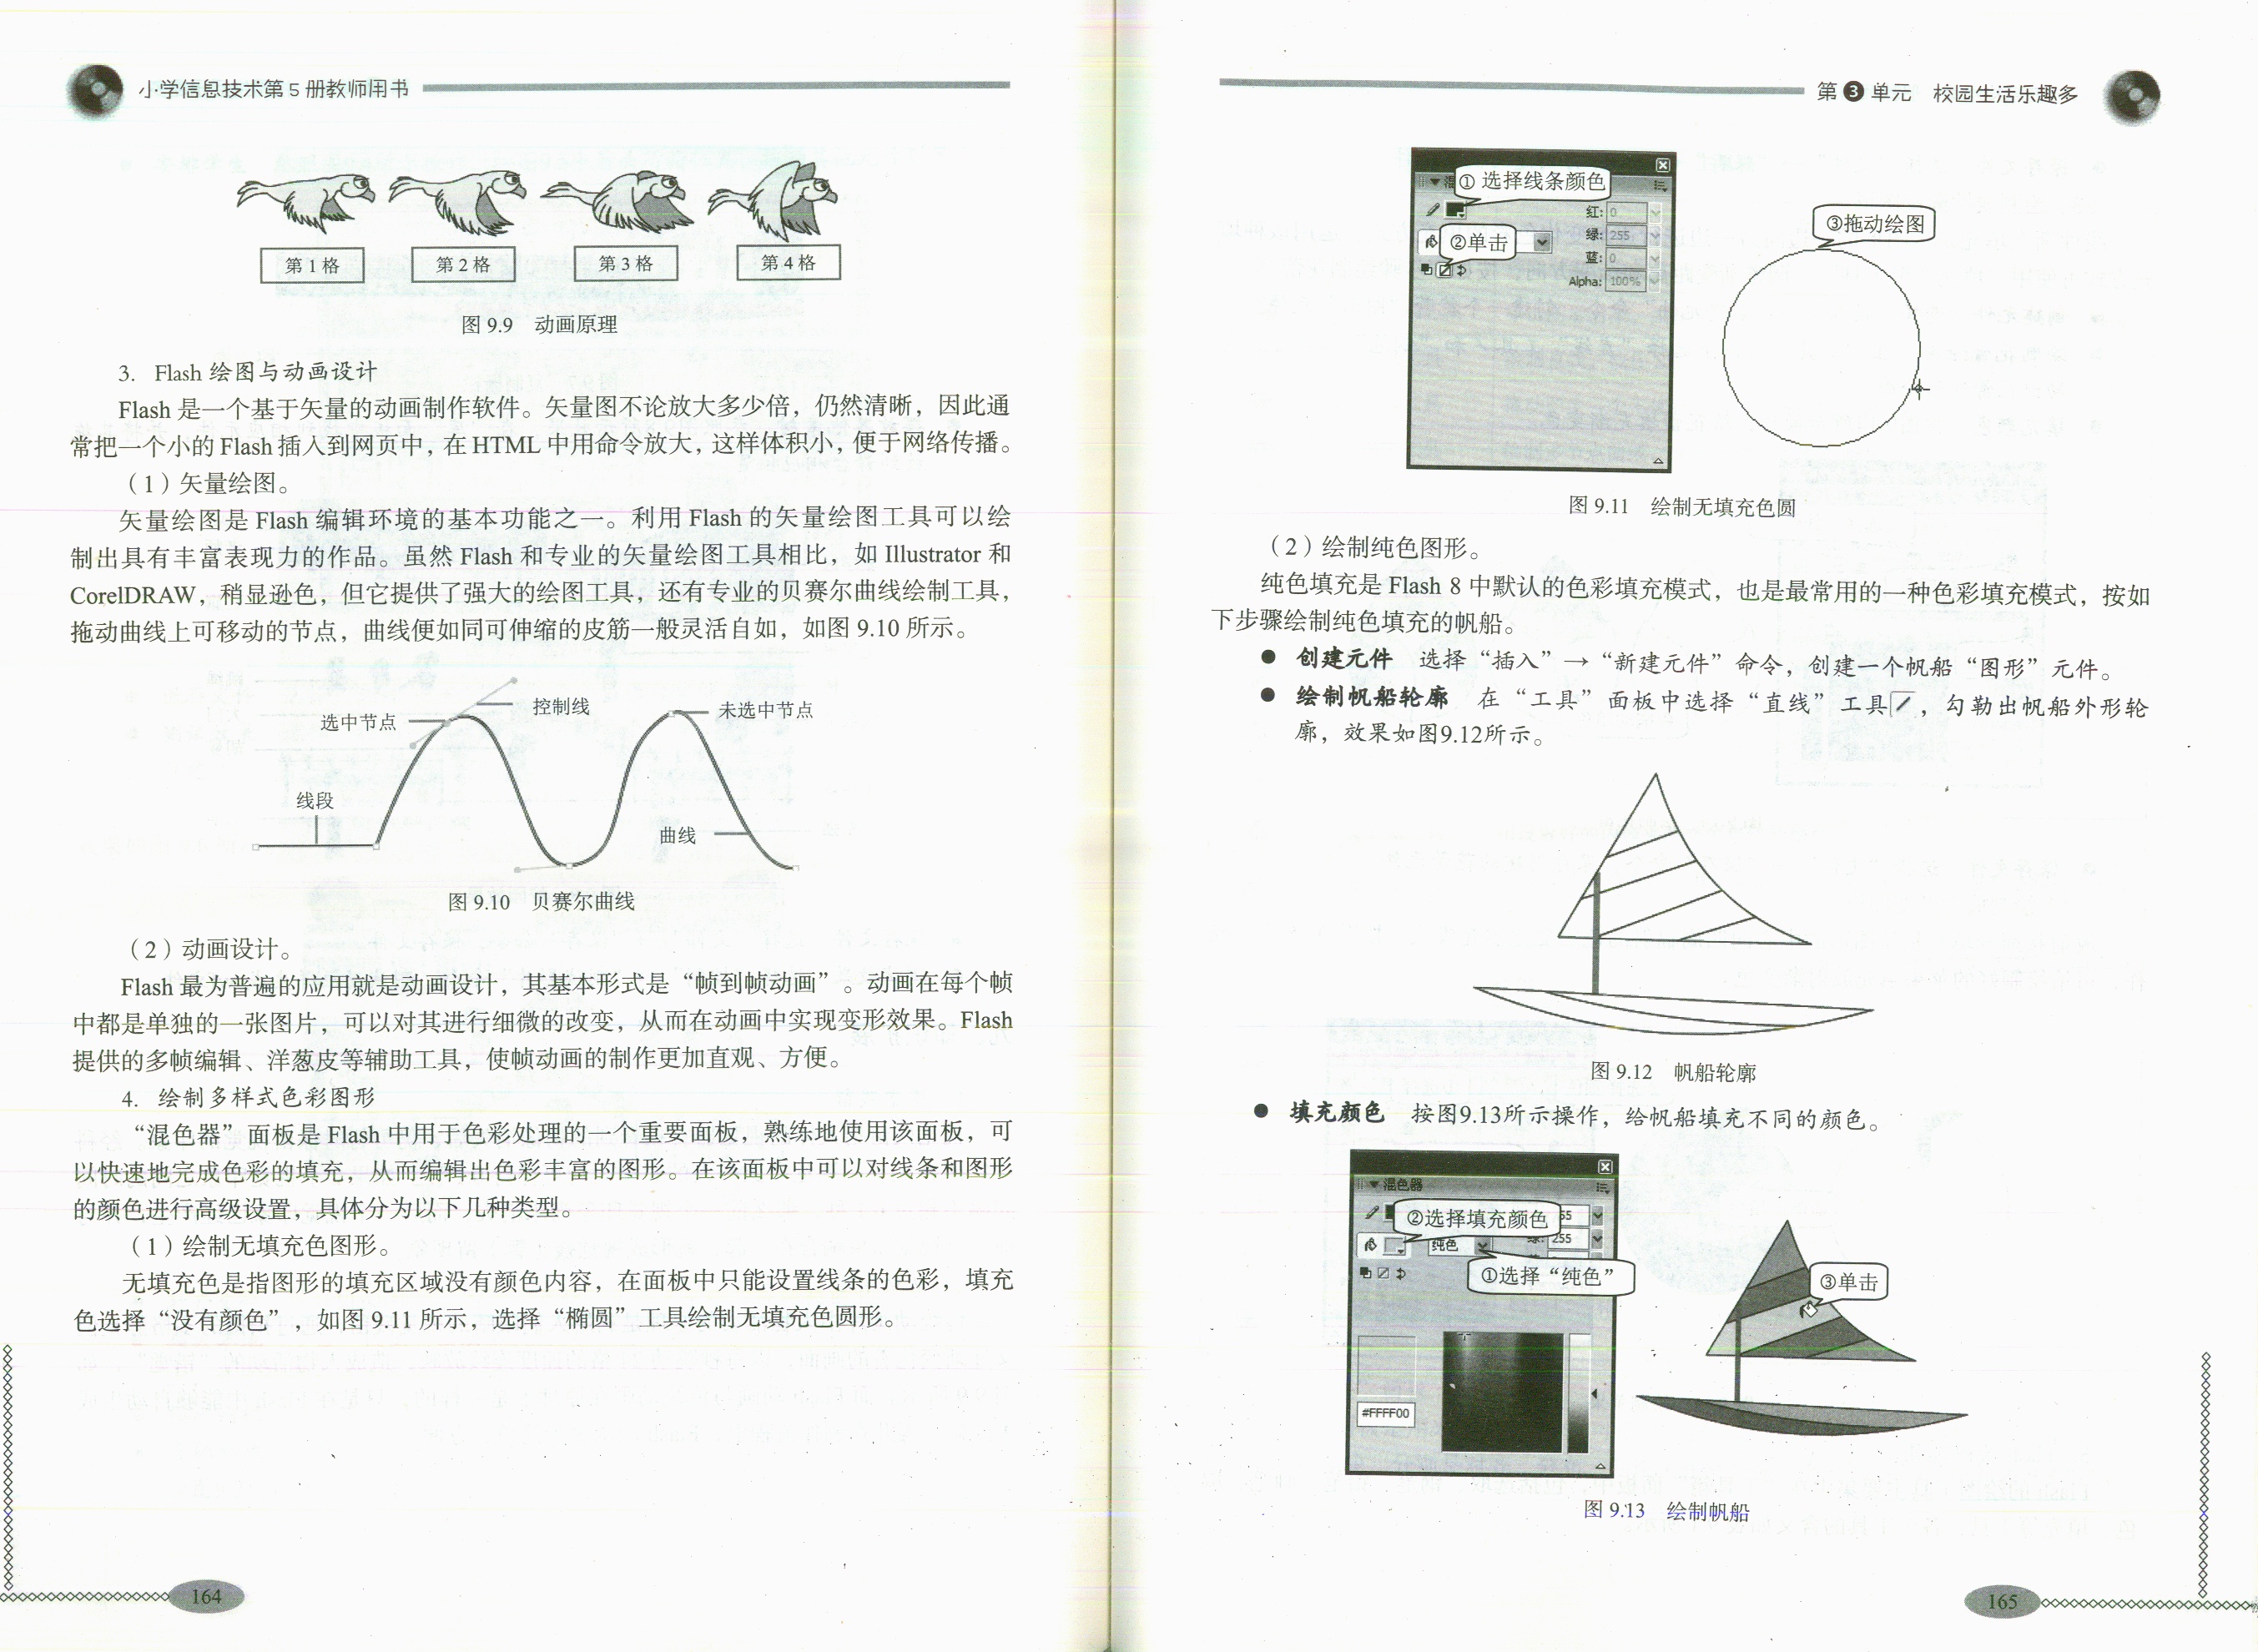 小学信息技术第5册教师用书
第1格
第2格
第3格
第4格
图 9.9 动画原理
3. Flash 绘图与动画设计
Flash 是一个基于矢量的动画制作软件。矢量图不论放大多少倍，仍然清晰，因此通
常把一个小的 Flash 插入到网页中，在 HTML 中用命令放大，这样体积小，便于网络传播。
（1）矢量绘图。
矢量绘图是 Flash 编辑环境的基本功能之一。利用 Flash 的矢量绘图工具可以绘
制出具有丰富表现力的作品。虽然 Flash 和专业的矢量绘图工具相比，如 Illustrator 和
CorelDRAW，稍显逊色，但它提供了强大的绘图工具，还有专业的贝赛尔曲线绘制工具，
拖动曲线上可移动的节点，曲线便如同可伸缩的皮筋一般灵活自如，如图 9.10 所示。
选中节点
控制线
未选中节点
线段
曲线
图 9.10 贝赛尔曲线
（2）动画设计。
Flash 最为普遍的应用就是动画设计，其基本形式是“帧到帧动画”。动画在每个帧
中都是单独的一张图片，可以对其进行细微的改变，从而在动画中实现变形效果。Flash
提供的多帧编辑、洋葱皮等辅助工具，使帧动画的制作更加直观、方便。
4. 绘制多样式色彩图形
“混色器”面板是 Flash 中用于色彩处理的一个重要面板，熟练地使用该面板，可
以快速地完成色彩的填充，从而编辑出色彩丰富的图形。在该面板中可以对线条和图形
的颜色进行高级设置，具体分为以下几种类型。
（1）绘制无填充色图形。
无填充色是指图形的填充区域没有颜色内容，在面板中只能设置线条的色彩，填充
色选择“没有颜色”，如图 9.11 所示，选择“椭圆”工具绘制无填充色圆形。
164
第3单元 校园生活乐趣多
①选择线条颜色
红: 0
②单击
绿: 255
蓝: 0
Alpha: 100%
③拖动绘图
图 9.11 绘制无填充色圆
（2）绘制纯色图形。
纯色填充是 Flash 8 中默认的色彩填充模式，也是最常用的一种色彩填充模式，按如
下步骤绘制纯色填充的帆船。
● 创建元件 选择“插入”→“新建元件”命令，创建一个帆船“图形”元件。
● 绘制帆船轮廓 在“工具”面板中选择“直线”工具，勾勒出帆船外形轮
廓，效果如图9.12所示。
图 9.12 帆船轮廓
● 填充颜色 按图9.13所示操作，给帆船填充不同的颜色。
混色器
②选择填充颜色
55
纯色
绿: 255
①选择“纯色”
#FFFF00
③单击
图 9.13 绘制帆船
165